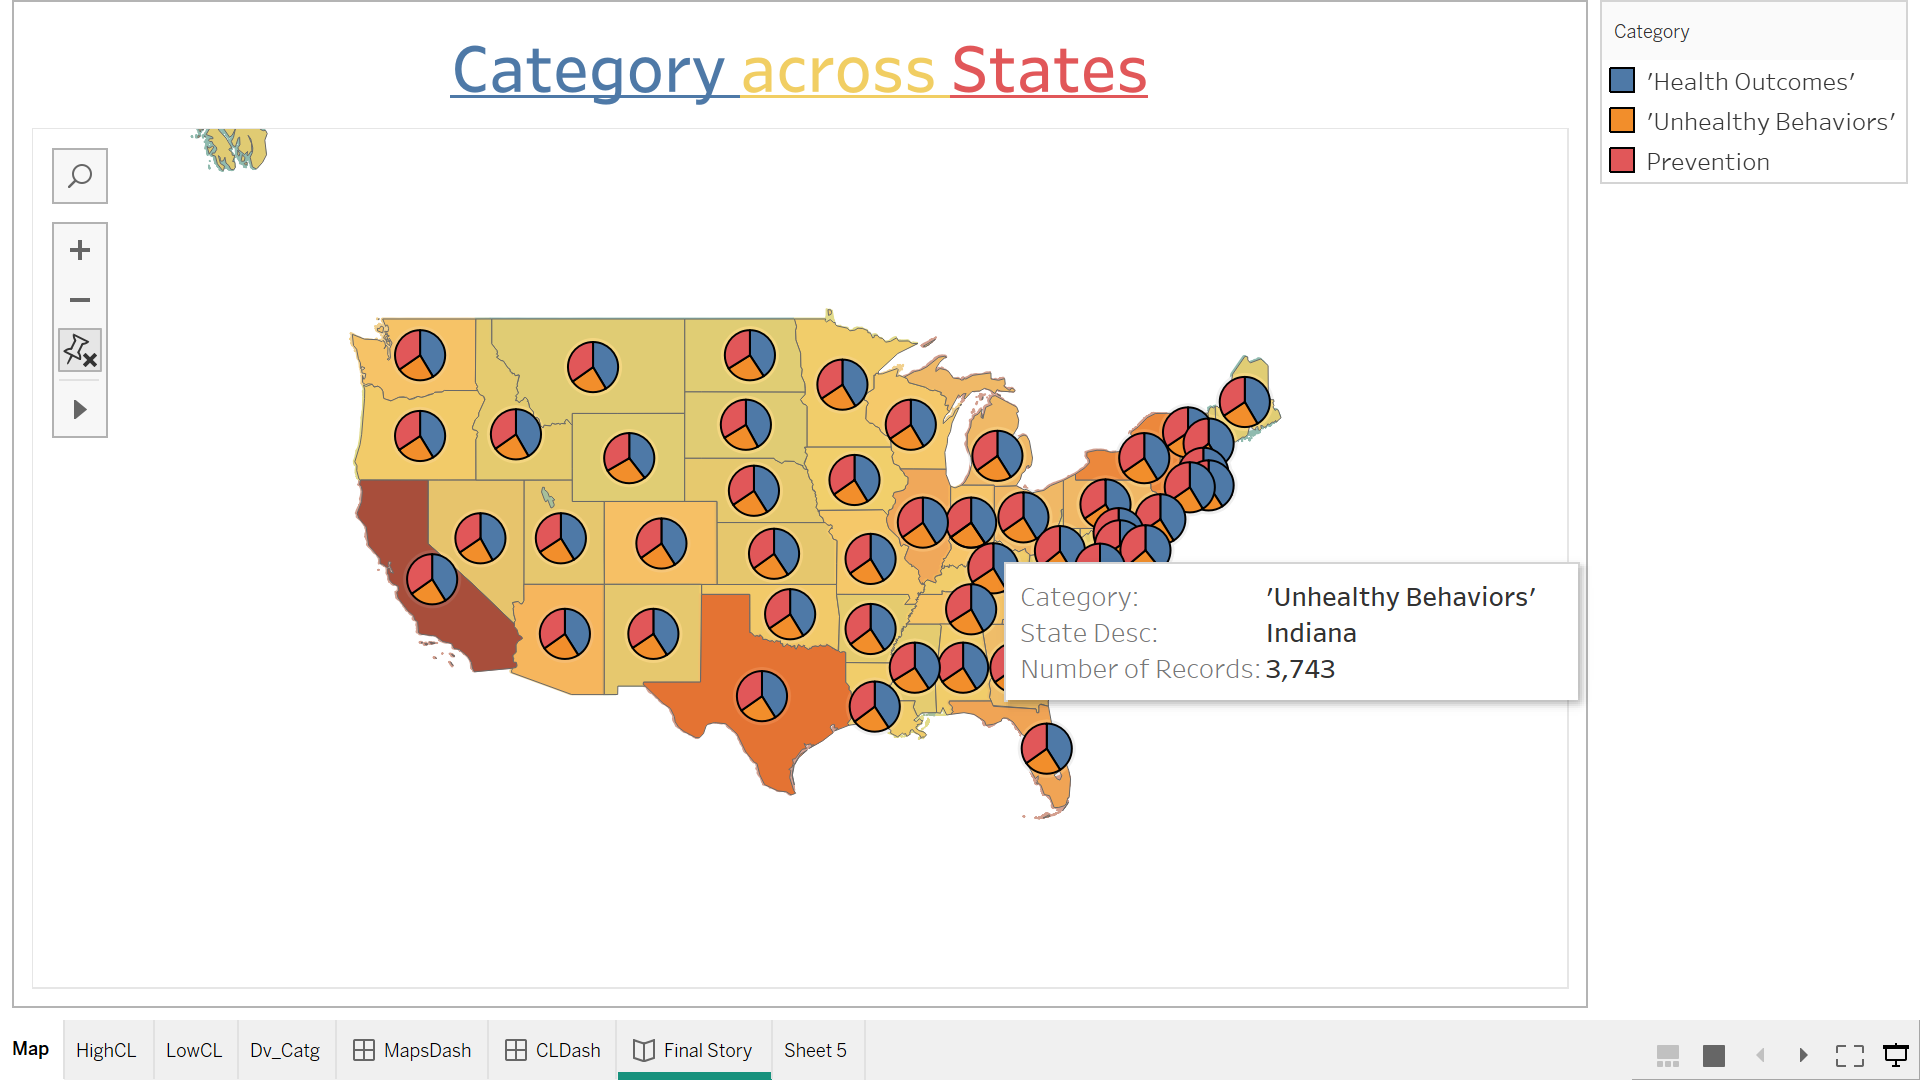 Category across States
Category
'Health Outcomes'
'Unhealthy Behaviors'
Prevention
Category: 'Unhealthy Behaviors'
State Desc: Indiana
Number of Records: 3,743
Map HighCL LowCL Dv_Catg MapsDash CLDash Final Story Sheet 5